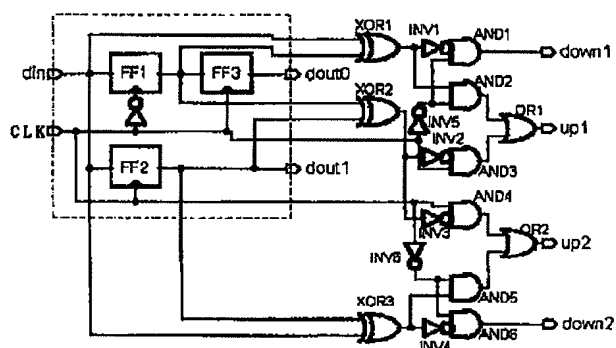 XOR1
INV1
AND1
down1
din
FF1
FF3
dout0
XOR2
AND2
OR1
up1
CLK
INV5
INV2
AND3
FF2
dout1
AND4
INV3
OR2
up2
INV6
AND5
XOR3
INV4
AND6
down2